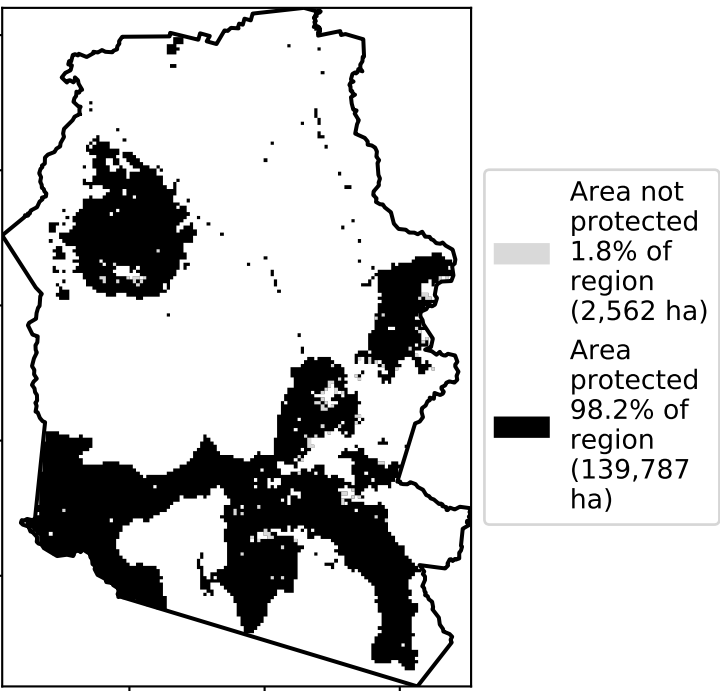 Area not
protected
1.8% of
region
(2,562 ha)
Area
protected
98.2% of
region
(139,787
ha)